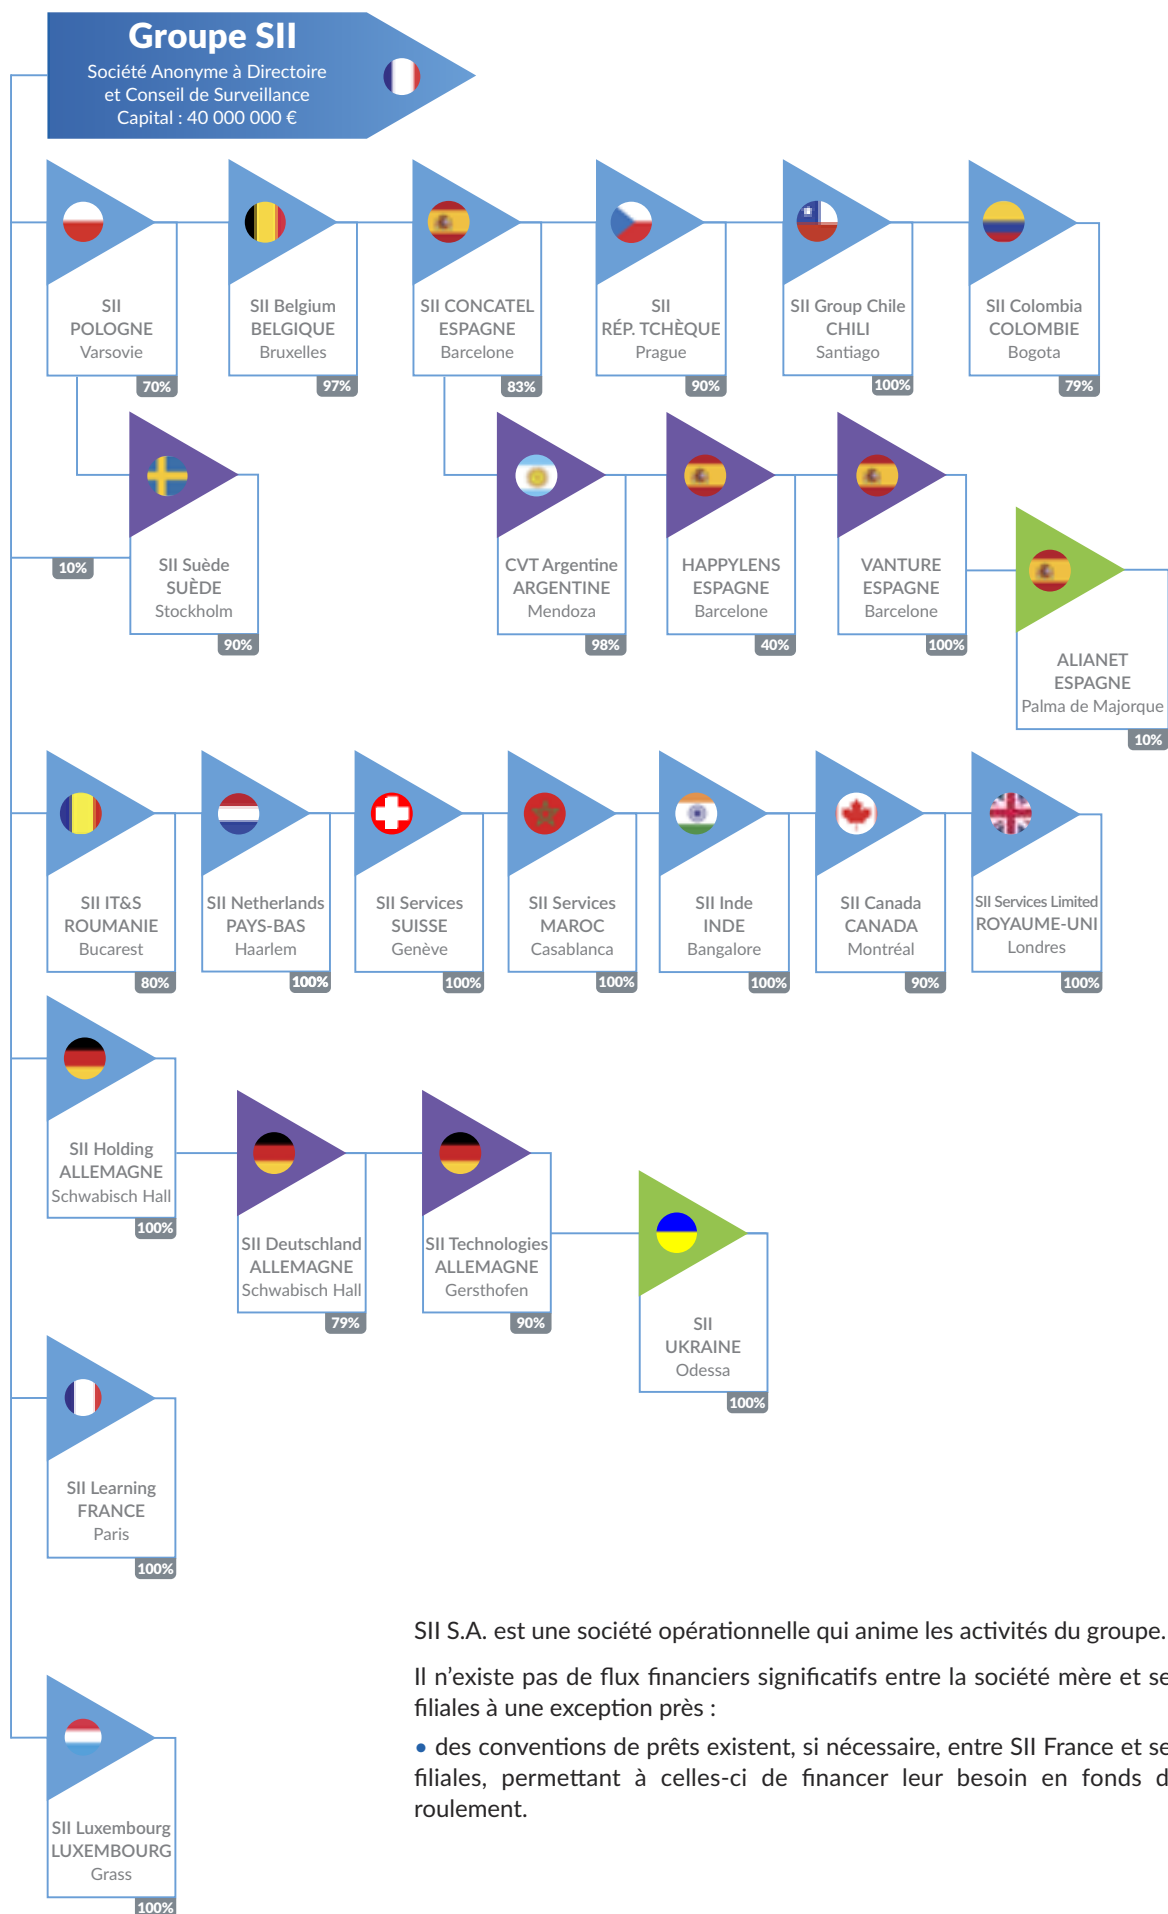 Groupe SII
Société Anonyme à Directoire
et Conseil de Surveillance
Capital : 40 000 000 €
SII
POLOGNE
Varsovie
70%
SII Belgium
BELGIQUE
Bruxelles
97%
SII CONCATEL
ESPAGNE
Barcelone
83%
SII
RÉP. TCHÈQUE
Prague
90%
SII Group Chile
CHILI
Santiago
100%
SII Colombia
COLOMBIE
Bogota
79%
10%
SII Suède
SUÈDE
Stockholm
90%
CVT Argentine
ARGENTINE
Mendoza
98%
HAPPYLENS
ESPAGNE
Barcelone
40%
VANTURE
ESPAGNE
Barcelone
100%
ALIANET
ESPAGNE
Palma de Majorque
10%
SII IT&S
ROUMANIE
Bucarest
80%
SII Netherlands
PAYS-BAS
Haarlem
100%
SII Services
SUISSE
Genève
100%
SII Services
MAROC
Casablanca
100%
SII Inde
INDE
Bangalore
100%
SII Canada
CANADA
Montréal
90%
SII Services Limited
ROYAUME-UNI
Londres
100%
SII Holding
ALLEMAGNE
Schwabisch Hall
100%
SII Deutschland
ALLEMAGNE
Schwabisch Hall
79%
SII Technologies
ALLEMAGNE
Gersthofen
90%
SII
UKRAINE
Odessa
100%
SII Learning
FRANCE
Paris
100%
SII Luxembourg
LUXEMBOURG
Grass
100%
SII S.A. est une société opérationnelle qui anime les activités du groupe.
Il n'existe pas de flux financiers significatifs entre la société mère et se
filiales à une exception près :
• des conventions de prêts existent, si nécessaire, entre SII France et se
filiales, permettant à celles-ci de financer leur besoin en fonds d
roulement.